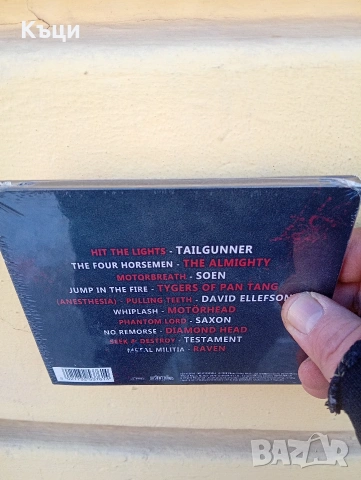 Къци
HIT THE LIGHTS - TAILGUNNER
THE FOUR HORSEMEN - THE ALMIGHTY
MOTORBREATH - SOEN
JUMP IN THE FIRE - TYGERS OF PAN TANG
(ANESTHESIA) - PULLING TEETH - DAVID ELLEFSON
WHIPLASH - MOTÖRHEAD
PHANTOM LORD - SAXON
NO REMORSE - DIAMOND HEAD
SEEK & DESTROY - TESTAMENT
METAL MILITIA - RAVEN
BAZAR
bg